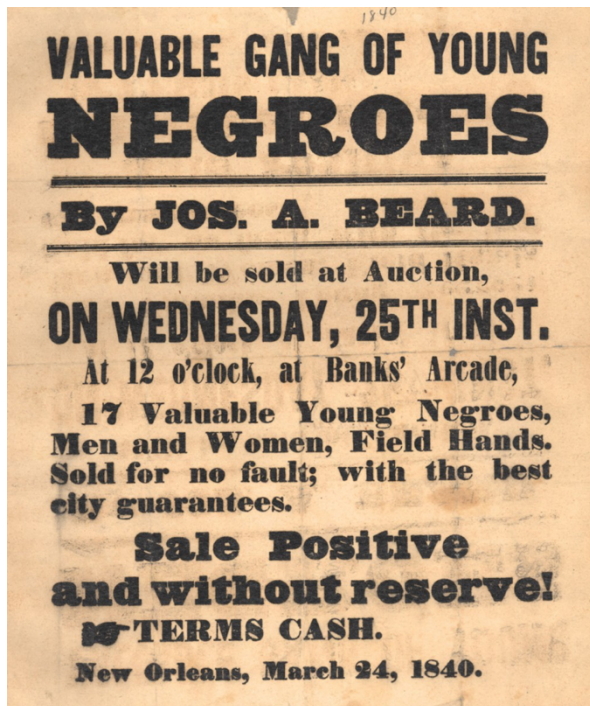 1840
VALUABLE GANG OF YOUNG
NEGROES
By JOS. A. BEARD.
Will be sold at Auction,
ON WEDNESDAY, 25TH INST.
At 12 o'clock, at Banks' Arcade,
17 Valuable Young Negroes,
Men and Women, Field Hands.
Sold for no fault; with the best
city guarantees.
Sale Positive
and without reserve!
☞TERMS CASH.
New Orleans, March 24, 1840.